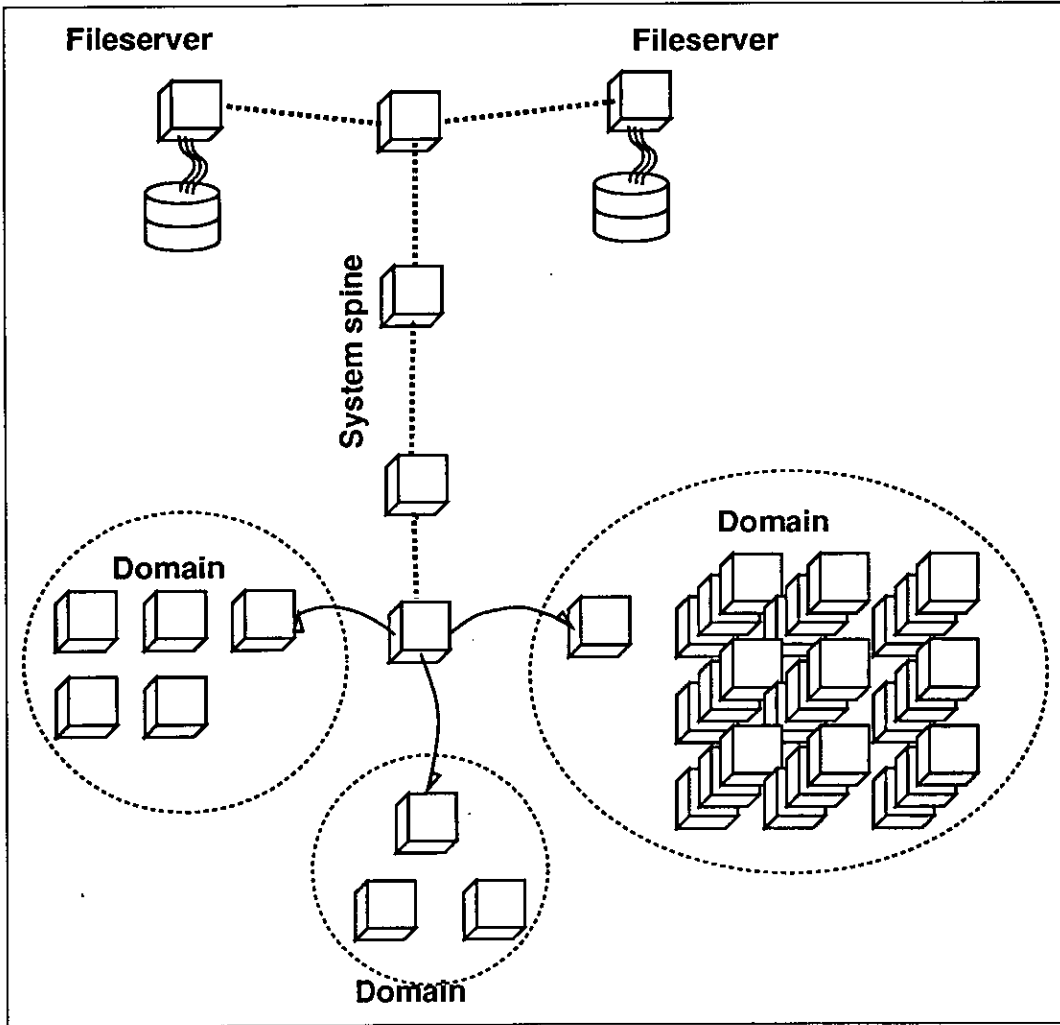 Fileserver
Fileserver
System spine
Domain
Domain
Domain